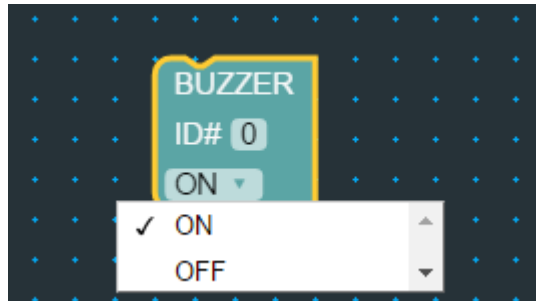 BUZZER
ID# 0
ON ▼
✓ ON
OFF